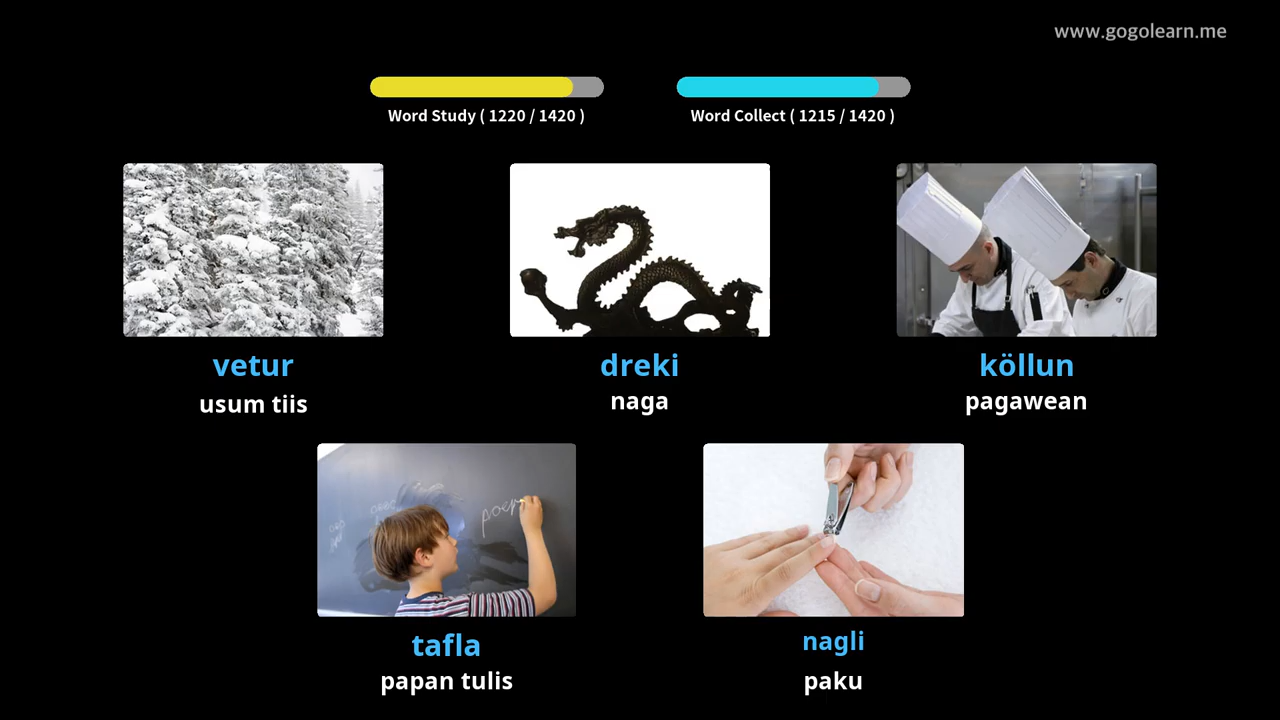 www.gogolearn.me
Word Study ( 1220 / 1420 )
Word Collect ( 1215 / 1420 )
vetur
usum tiis
dreki
naga
köllun
pagawean
poem
tafla
papan tulis
nagli
paku